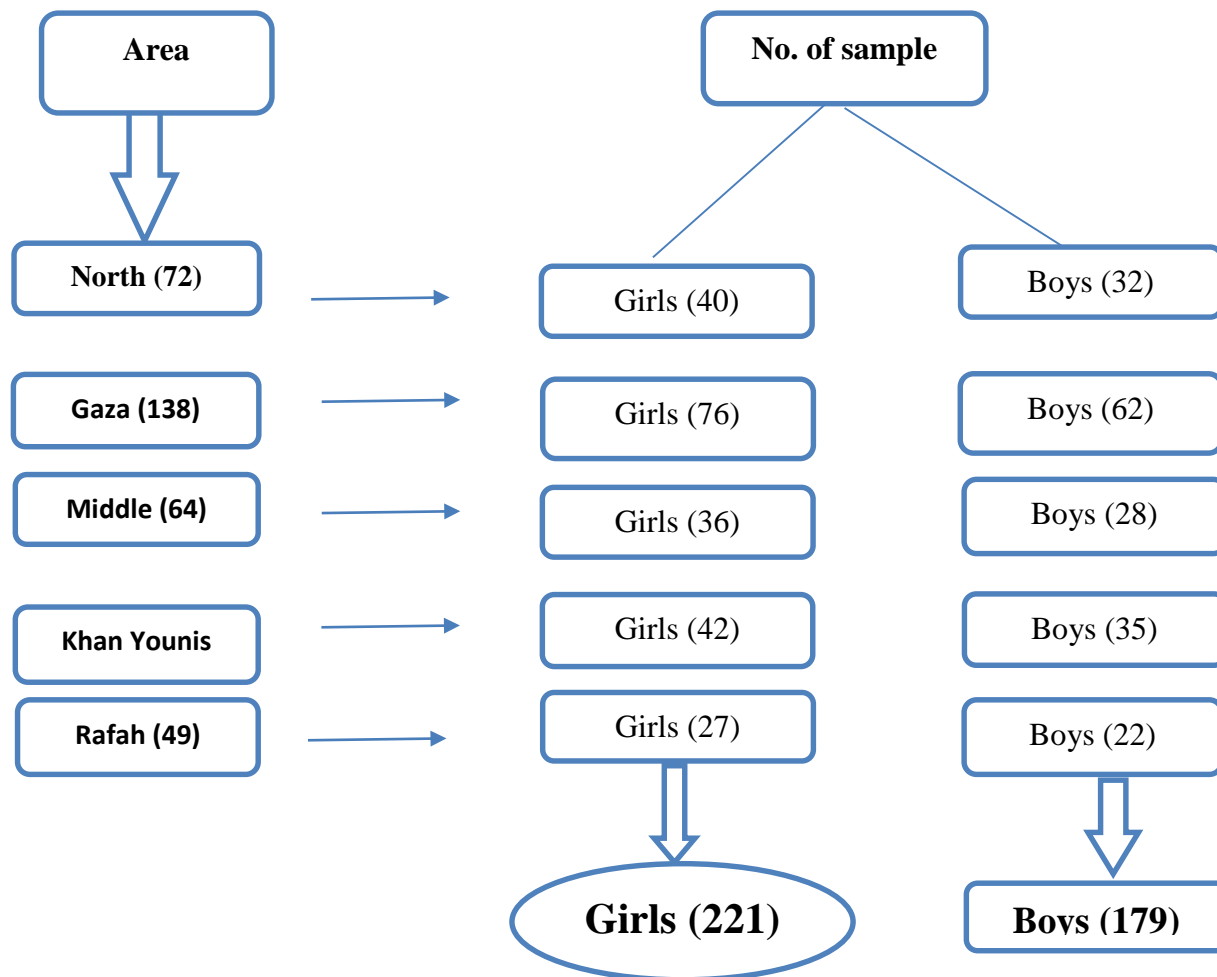 Area
No. of sample
North (72)
Girls (40)
Boys (32)
Gaza (138)
Girls (76)
Boys (62)
Middle (64)
Girls (36)
Boys (28)
Khan Younis
Girls (42)
Boys (35)
Rafah (49)
Girls (27)
Boys (22)
Girls (221)
Boys (179)